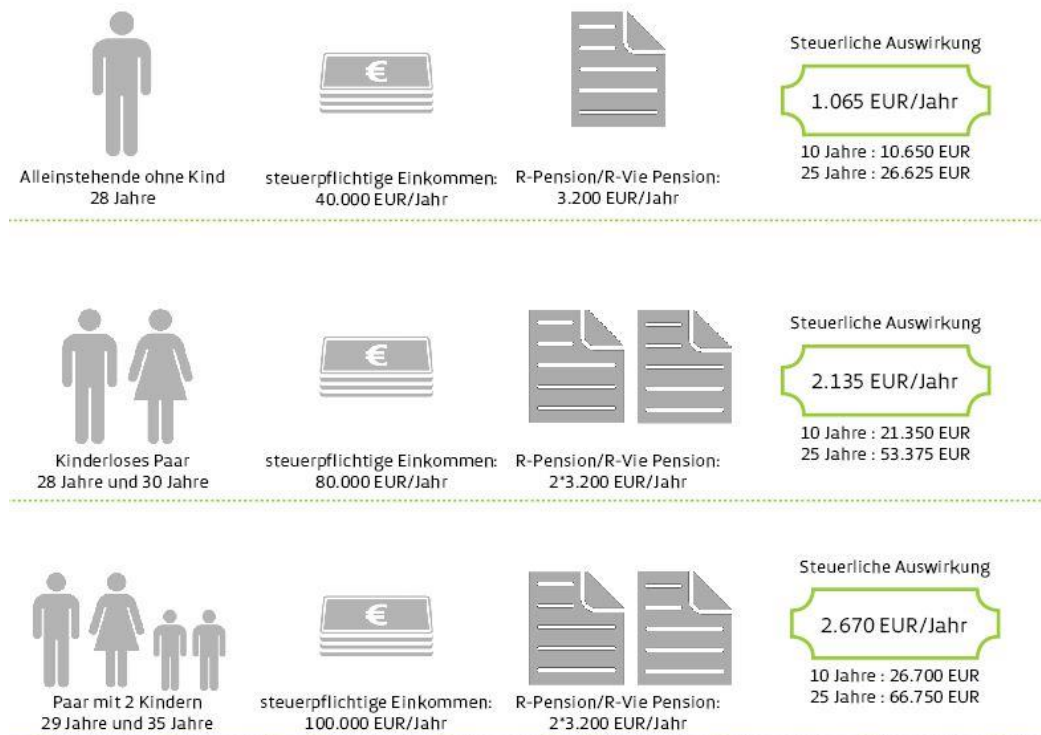 Steuerliche Auswirkung
€
1.065 EUR/Jahr
10 Jahre : 10.650 EUR
25 Jahre : 26.625 EUR
Alleinstehende ohne Kind
28 Jahre
steuerpflichtige Einkommen:
40.000 EUR/Jahr
R-Pension/R-Vie Pension:
3.200 EUR/Jahr
Steuerliche Auswirkung
€
2.135 EUR/Jahr
10 Jahre : 21.350 EUR
25 Jahre : 53.375 EUR
Kinderloses Paar
28 Jahre und 30 Jahre
steuerpflichtige Einkommen:
80.000 EUR/Jahr
R-Pension/R-Vie Pension:
2*3.200 EUR/Jahr
Steuerliche Auswirkung
€
2.670 EUR/Jahr
10 Jahre : 26.700 EUR
25 Jahre : 66.750 EUR
Paar mit 2 Kindern
29 Jahre und 35 Jahre
steuerpflichtige Einkommen:
100.000 EUR/Jahr
R-Pension/R-Vie Pension:
2*3.200 EUR/Jahr